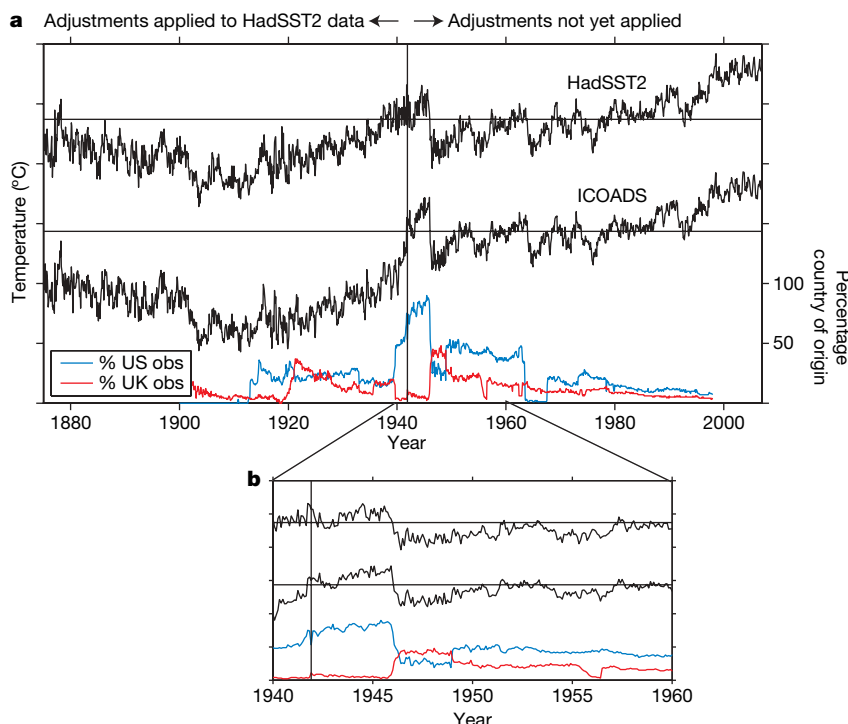 a Adjustments applied to HadSST2 data ← → Adjustments not yet applied
HadSST2
ICOADS
Temperature (°C)
100
50
Percentage
country of origin
% US obs
% UK obs
1880 1900 1920 1940 1960 1980 2000
Year
b
1940 1945 1950 1955 1960
Year